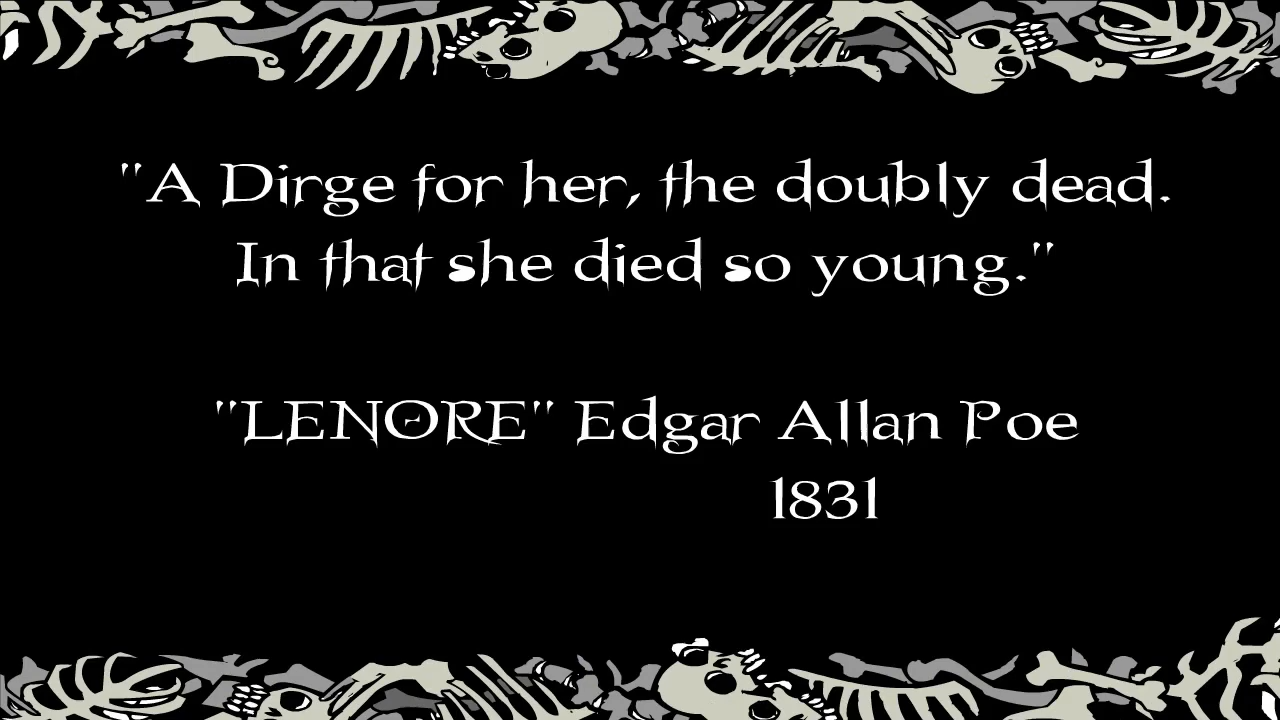 "A Dirge for her, the doubly dead.
In that she died so young."
"LENORE" Edgar Allan Poe
1831